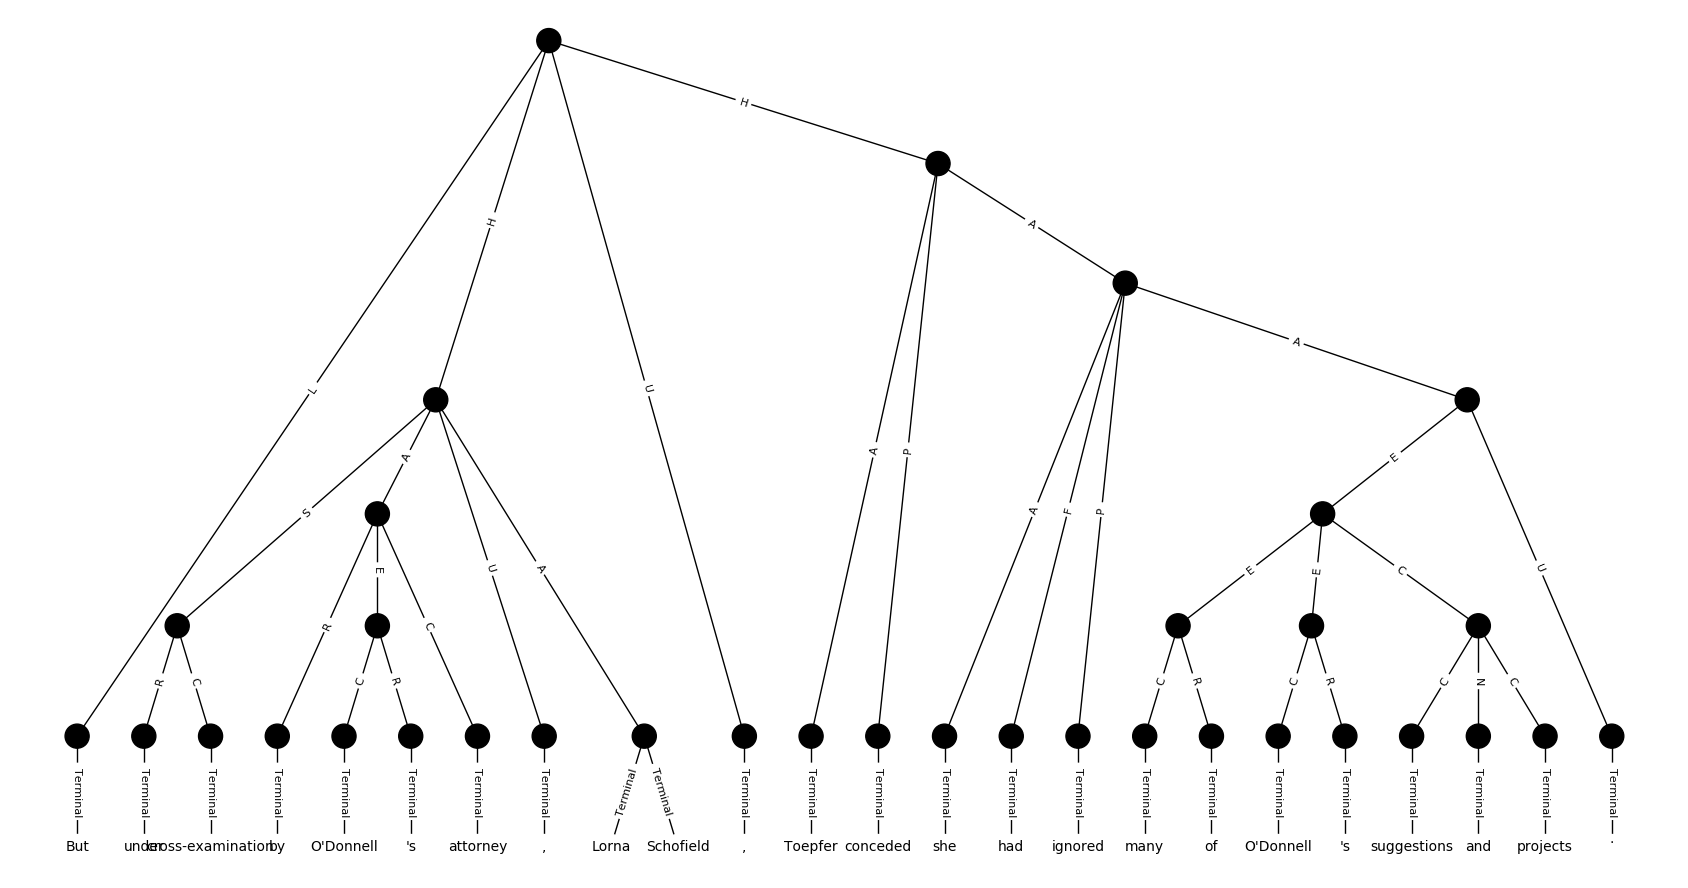 H
A
H
A
L
U
A
E
A
P
S
A
F
P
E
U
A
E
E
C
U
R
C
R
C
C
R
C
R
C
R
C
N
C
Terminal Terminal Terminal Terminal Terminal Terminal Terminal Terminal Terminal Terminal Terminal Terminal Terminal Terminal Terminal Terminal Terminal Terminal Terminal Terminal Terminal Terminal Terminal Terminal
But under cross-examination by O'Donnell 's attorney , Lorna Schofield , Toepfer conceded she had ignored many of O'Donnell 's suggestions and projects .